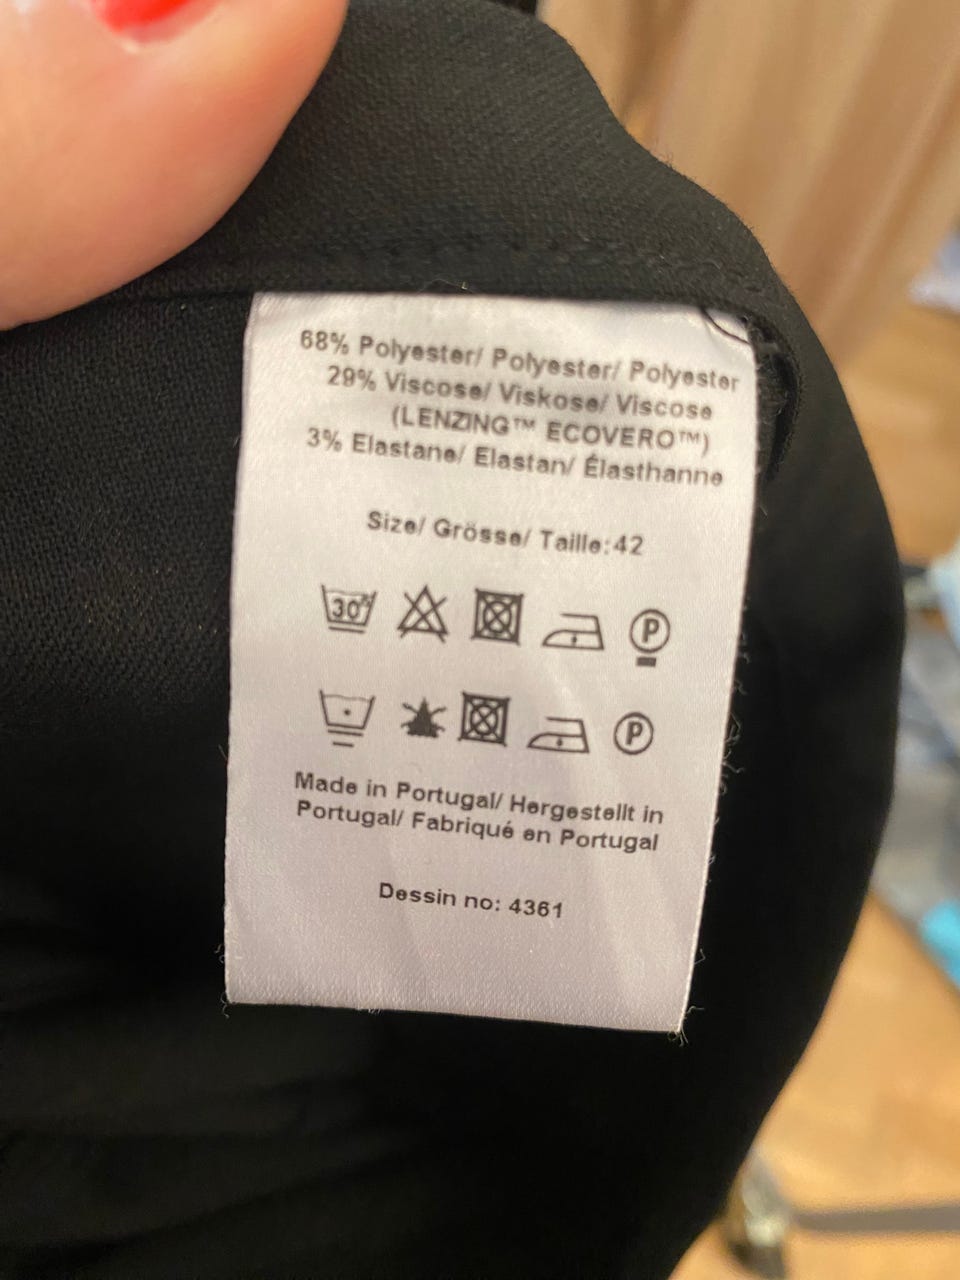 68% Polyester/ Polyester/ Polyester
29% Viscose/ Viskose/ Viscose
(LENZING™ ECOVERO™)
3% Elastane/ Elastan/ Élasthanne
Size/ Grösse/ Taille:42
30° P
P
Made in Portugal/ Hergestellt in
Portugal/ Fabriqué en Portugal
Dessin no: 4361